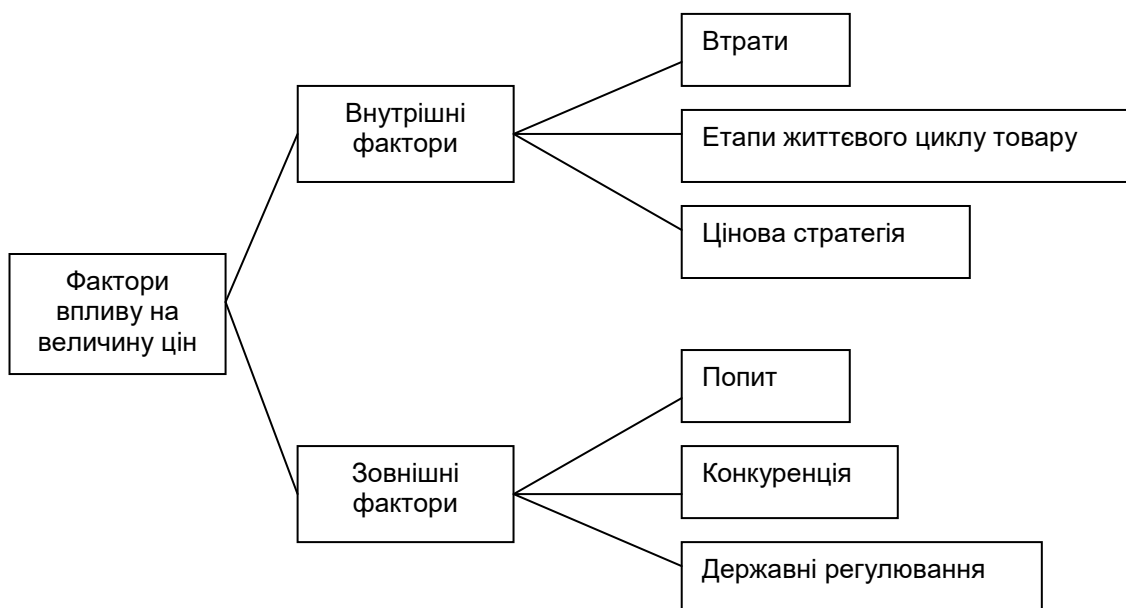 Фактори
впливу на
величину цін
Внутрішні
фактори
Втрати
Етапи життєвого циклу товару
Цінова стратегія
Зовнішні
фактори
Попит
Конкуренція
Державні регулювання